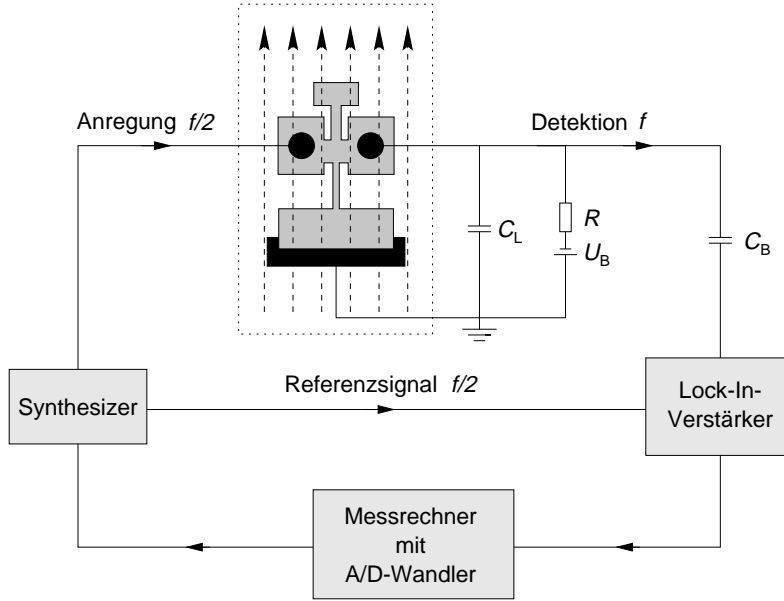 Anregung f/2
Detektion f
C_L
R
U_B
C_B
Synthesizer
Referenzsignal f/2
Lock-In-
Verstärker
Messrechner
mit
A/D-Wandler